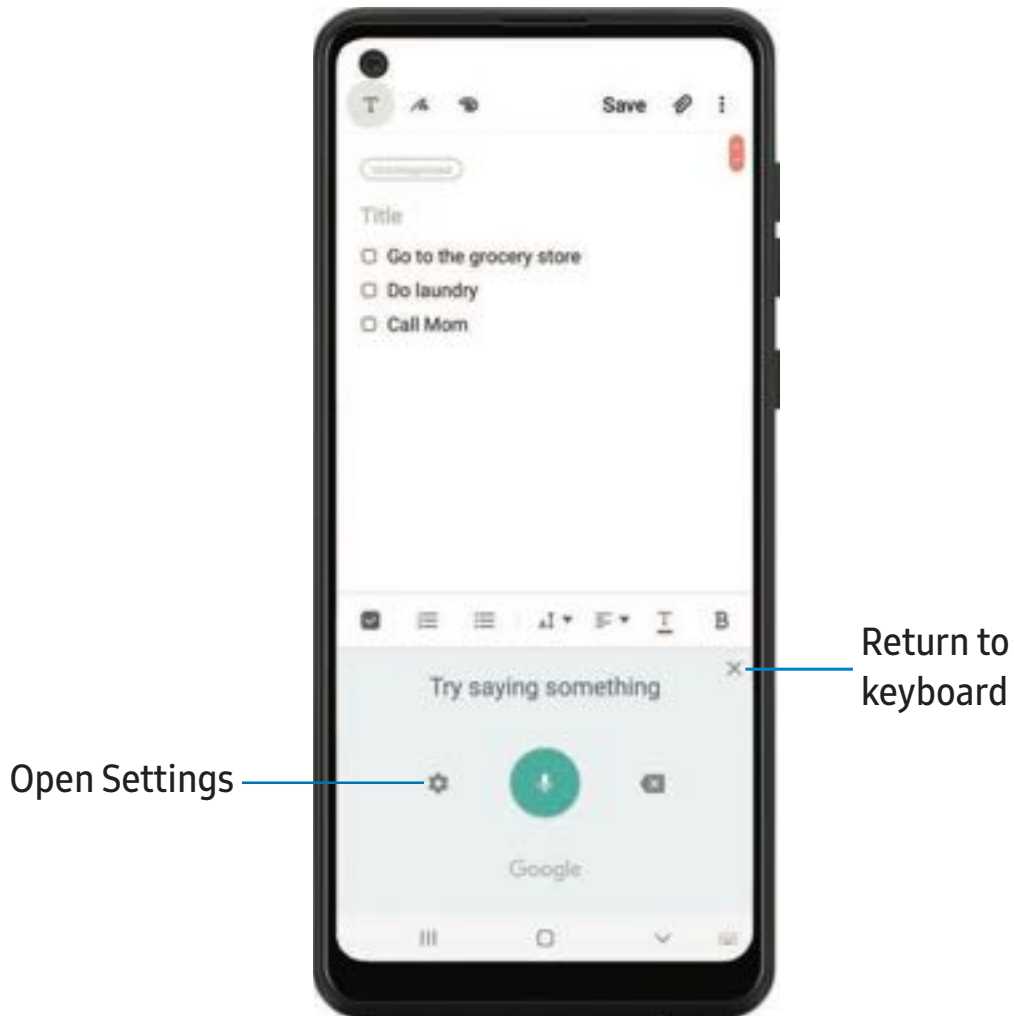 T
Save
Title
Go to the grocery store
Do laundry
Call Mom
T
B
Return to
keyboard
Try saying something
Open Settings
Google